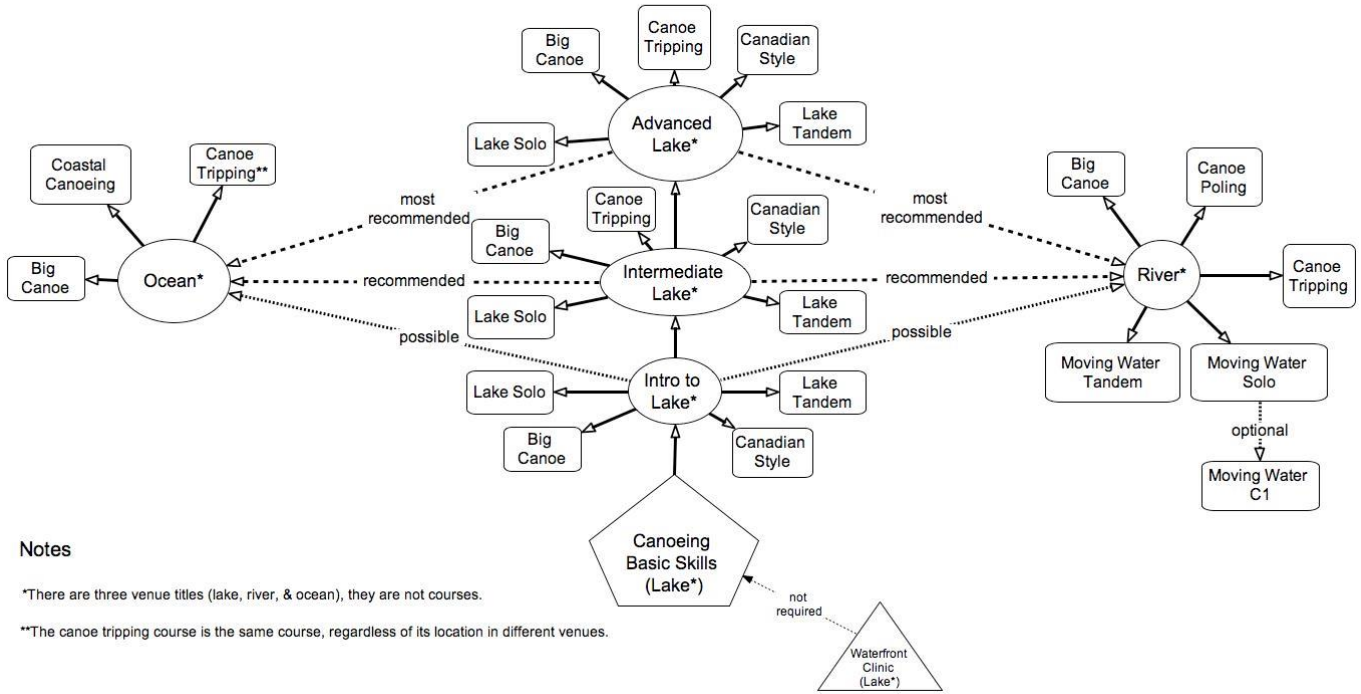 Big
Canoe
Canoe
Tripping
Canadian
Style
Advanced
Lake*
Lake Solo
Lake
Tandem
Coastal
Canoeing
Canoe
Tripping**
Big
Canoe
Ocean*
most
recommended
recommended
possible
Big
Canoe
Canoe
Tripping
Canadian
Style
Intermediate
Lake*
Lake Solo
Lake
Tandem
most
recommended
recommended
possible
Big
Canoe
Canoe
Poling
River*
Canoe
Tripping
Moving Water
Tandem
Moving Water
Solo
optional
Moving Water
C1
Lake Solo
Intro to
Lake*
Lake
Tandem
Big
Canoe
Canadian
Style
Canoeing
Basic Skills
(Lake*)
not
required
Waterfront
Clinic
(Lake*)
Notes
*There are three venue titles (lake, river, & ocean), they are not courses.
**The canoe tripping course is the same course, regardless of its location in different venues.